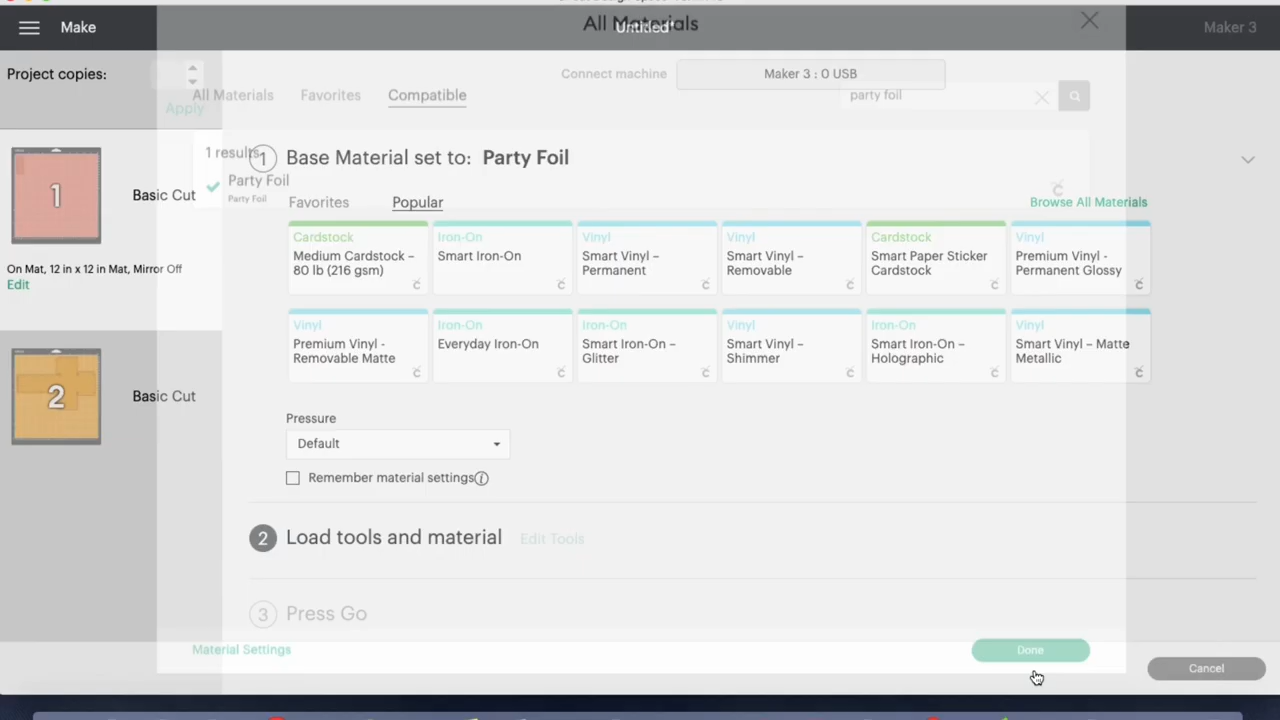 Make
All Materials
Untitled*
Maker 3
Project copies:
Connect machine
Maker 3 : 0 USB
All Materials
Favorites
Compatible
party foil
Apply
1 results
1
Base Material set to: Party Foil
Party Foil
Party Foil
Favorites
Popular
Browse All Materials
1
Basic Cut
On Mat, 12 in x 12 in Mat, Mirror Off
Edit
2
Basic Cut
Cardstock
Medium Cardstock –
80 lb (216 gsm)
Iron-On
Smart Iron-On
Vinyl
Smart Vinyl –
Permanent
Vinyl
Smart Vinyl –
Removable
Cardstock
Smart Paper Sticker
Cardstock
Vinyl
Premium Vinyl -
Permanent Glossy
Vinyl
Premium Vinyl -
Removable Matte
Iron-On
Everyday Iron-On
Iron-On
Smart Iron-On –
Glitter
Vinyl
Smart Vinyl –
Shimmer
Iron-On
Smart Iron-On –
Holographic
Vinyl
Smart Vinyl – Matte
Metallic
Pressure
Default
Remember material settings
2
Load tools and material
Edit Tools
3
Press Go
Material Settings
Done
Cancel